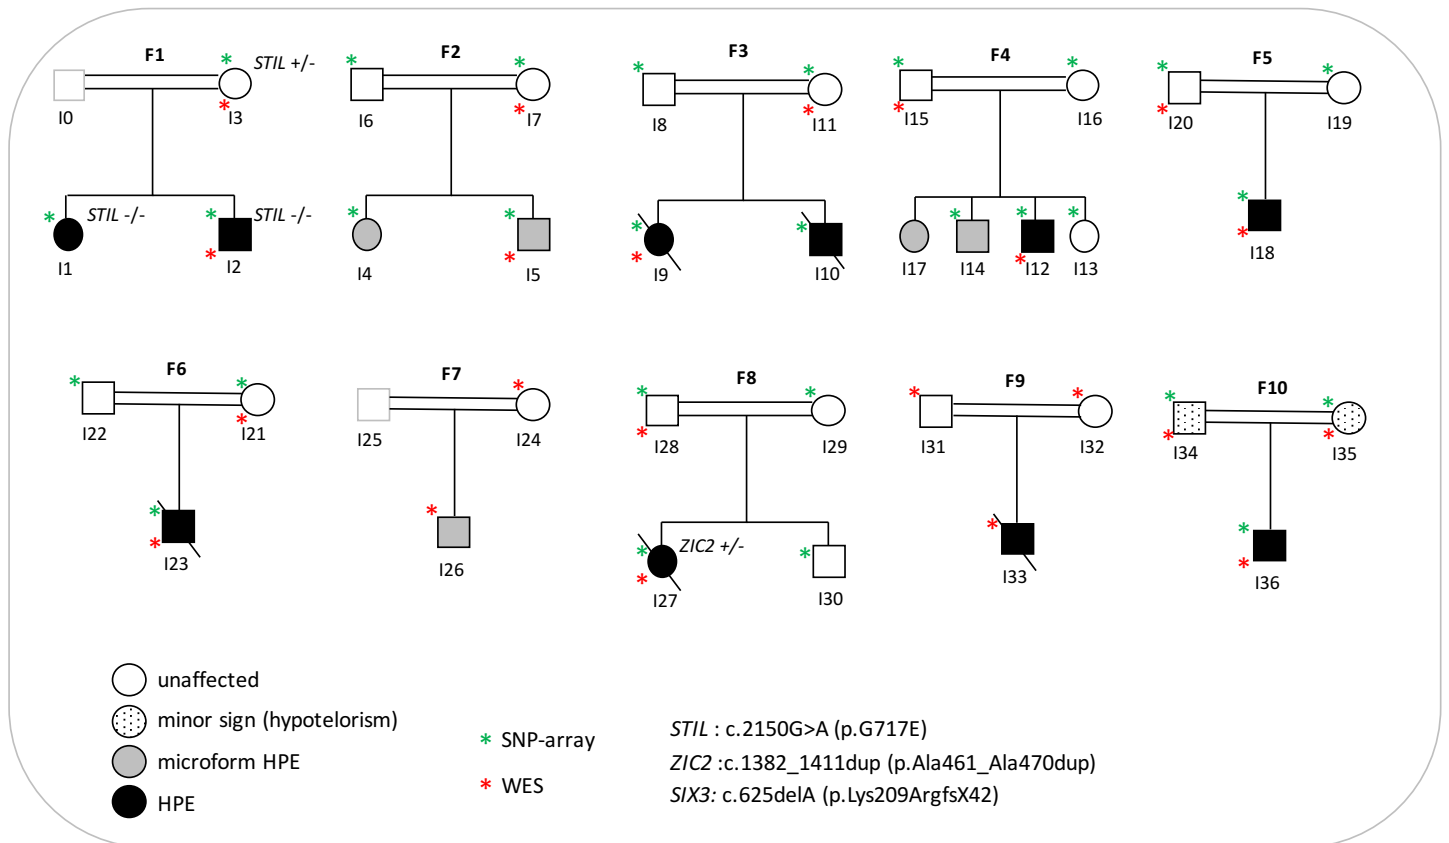 F1 F2 F3 F4 F5
STIL +/-
I0 I3 I6 I7 I8 I11 I15 I16 I20 I19
STIL -/- STIL -/-
I1 I2 I4 I5 I9 I10 I17 I14 I12 I13 I18
F6 F7 F8 F9 F10
I22 I21 I25 I24 I28 I29 I31 I32 I34 I35
ZIC2 +/-
I23 I26 I27 I30 I33 I36
unaffected
minor sign (hypotelorism)
microform HPE
HPE
* SNP-array
* WES
STIL : c.2150G>A (p.G717E)
ZIC2 :c.1382_1411dup (p.Ala461_Ala470dup)
SIX3: c.625delA (p.Lys209ArgfsX42)